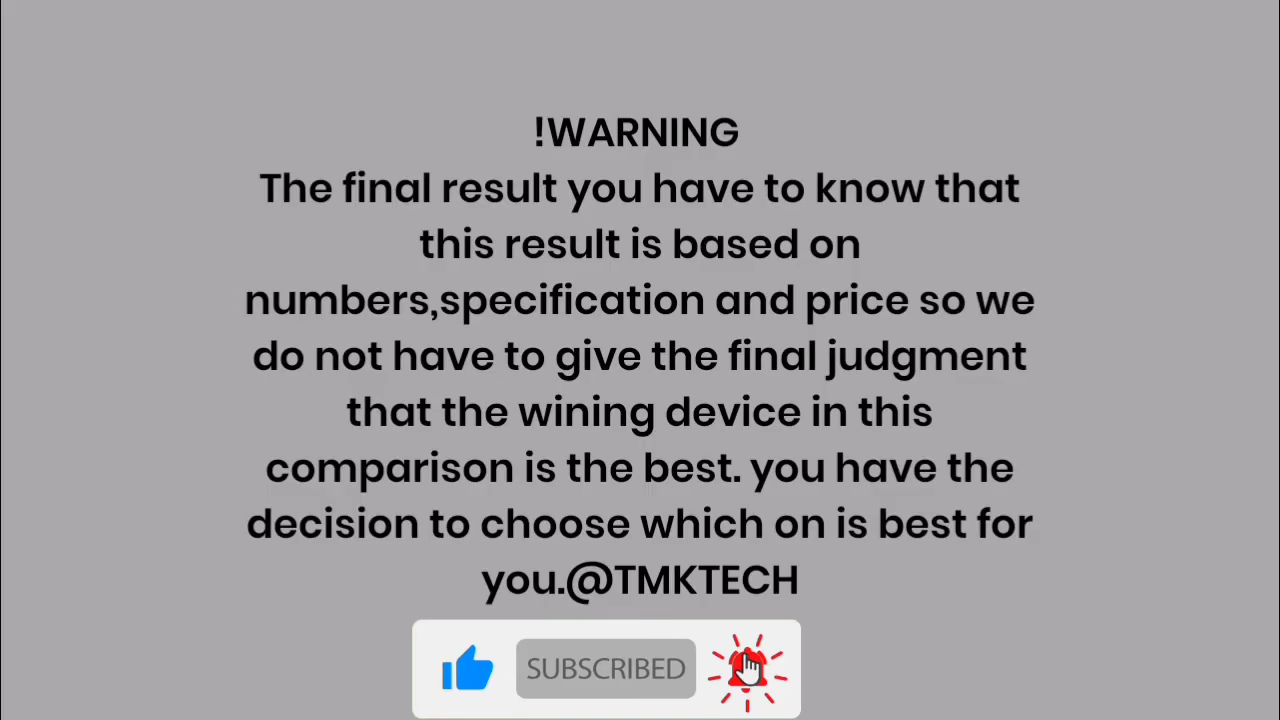 !WARNING
The final result you have to know that
this result is based on
numbers,specification and price so we
do not have to give the final judgment
that the wining device in this
comparison is the best. you have the
decision to choose which on is best for
you.@TMKTECH
SUBSCRIBED